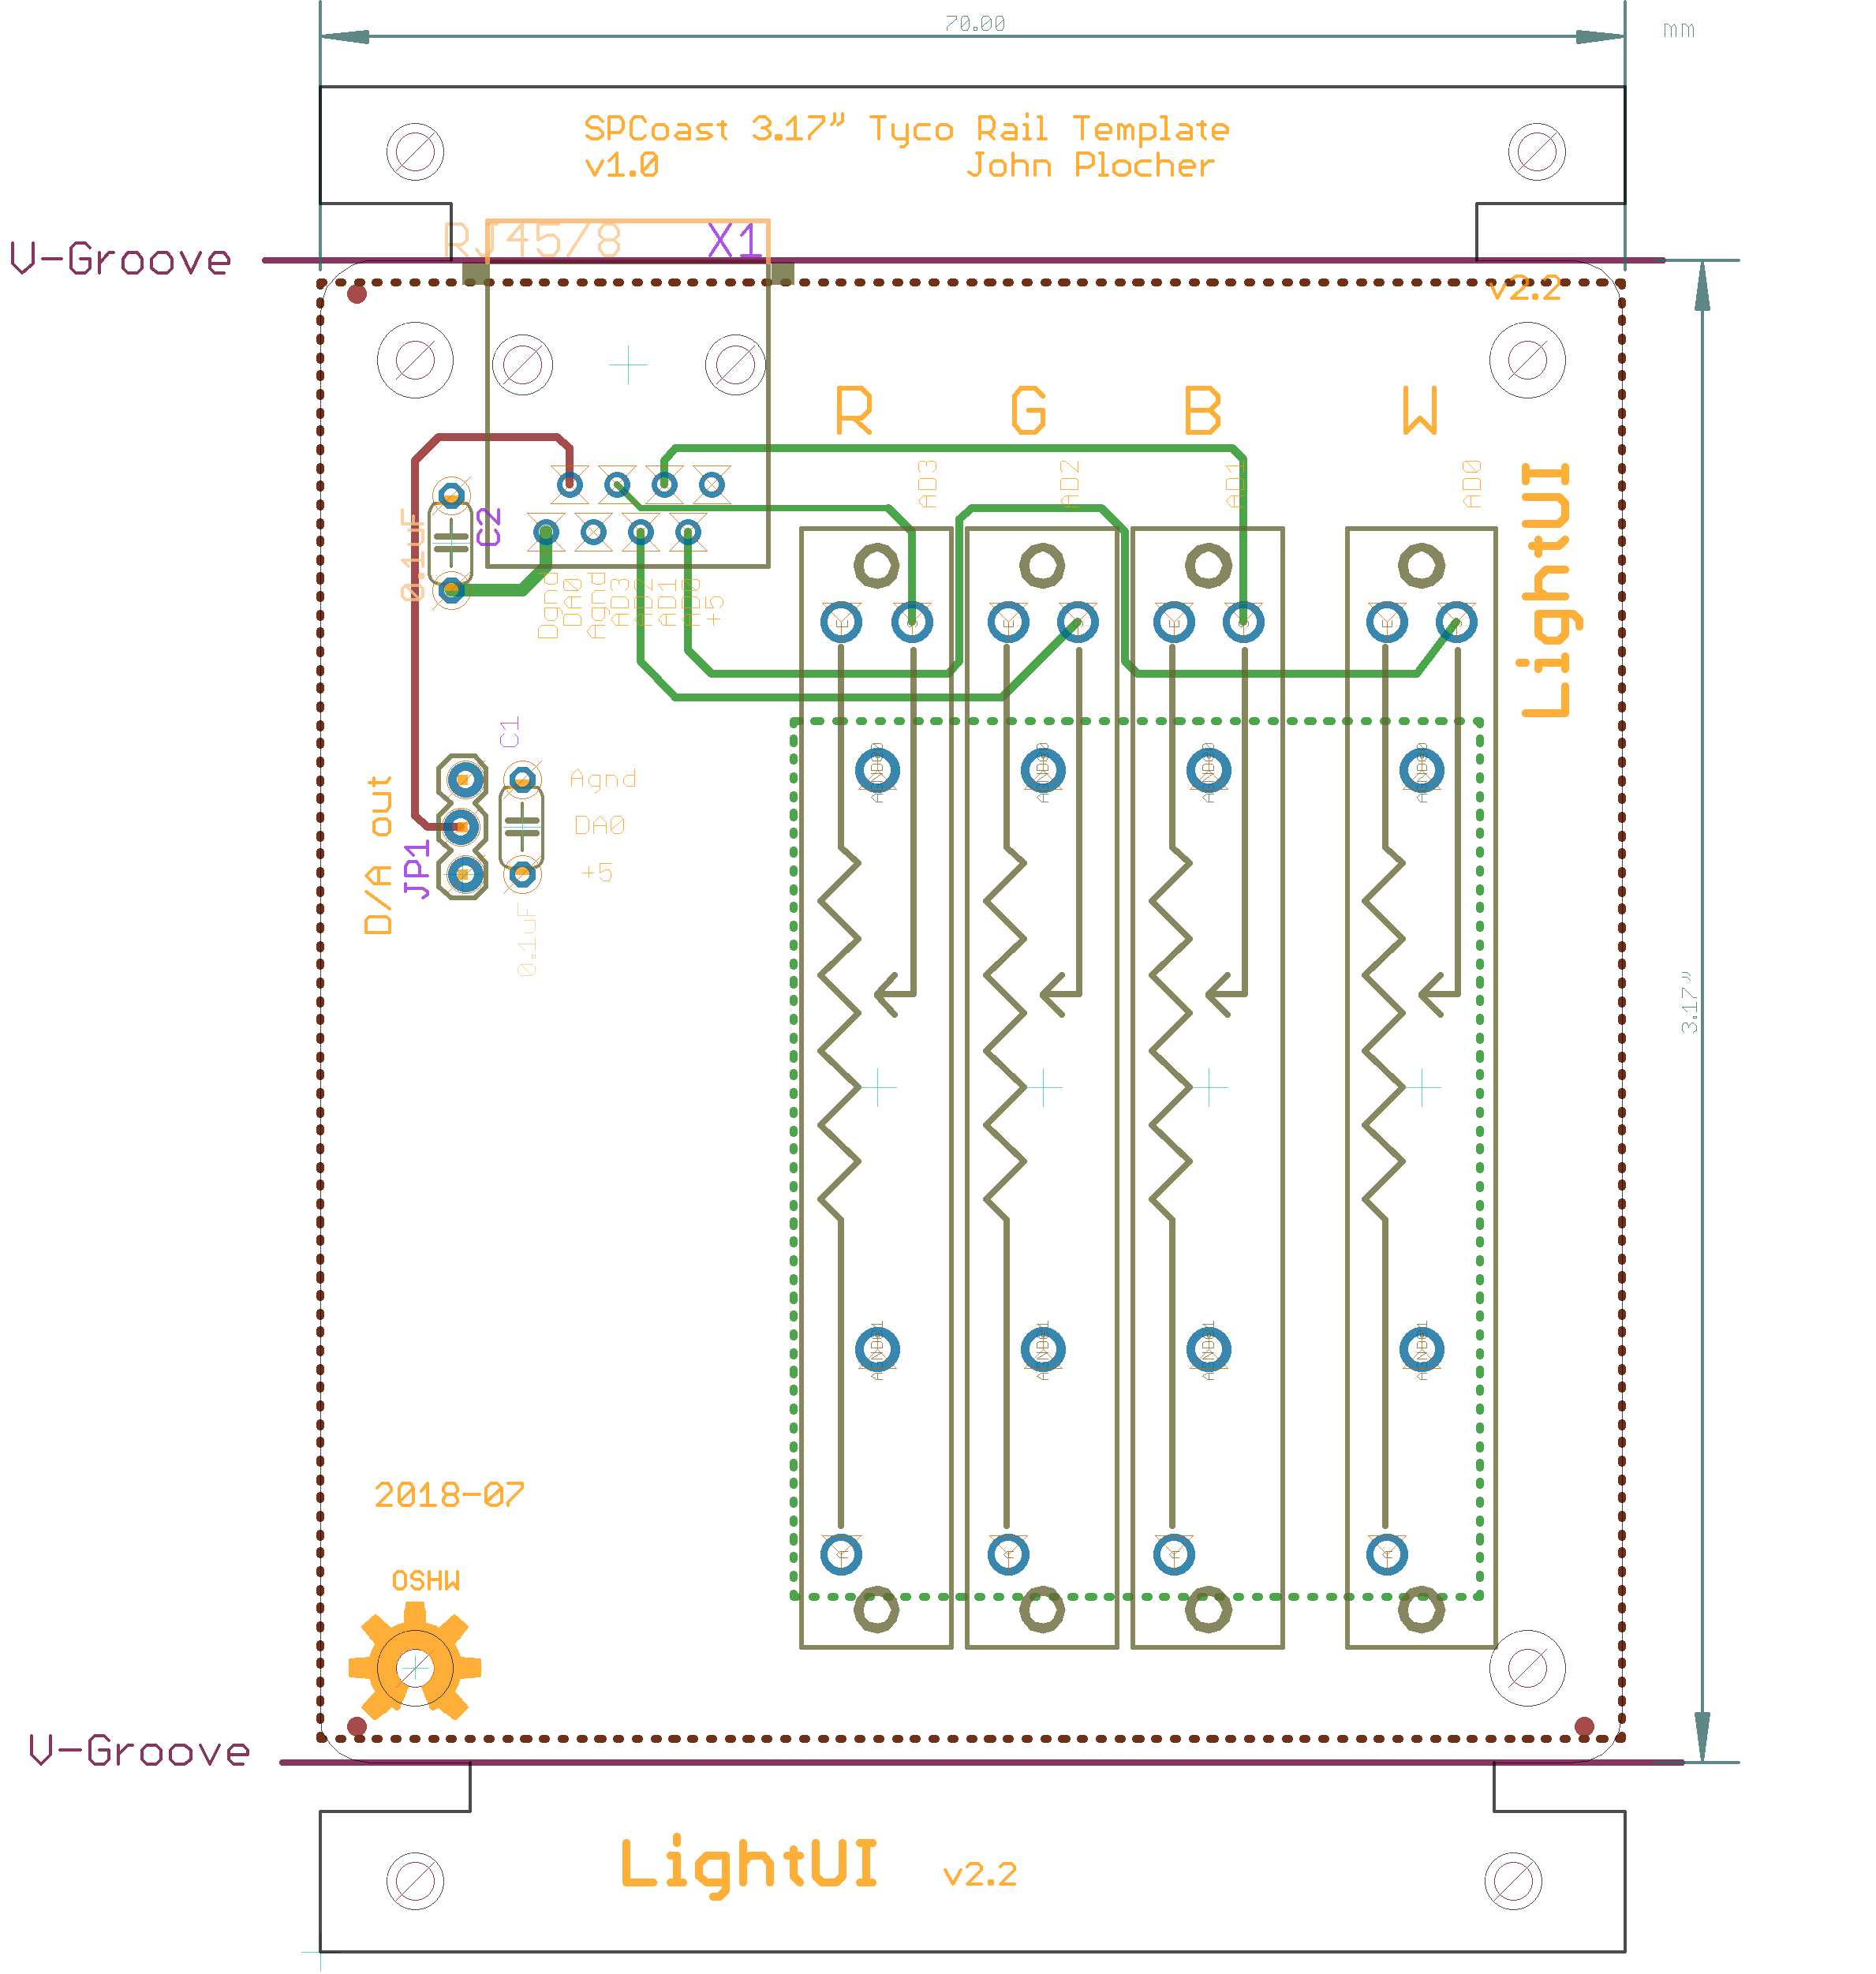 70.00
mm
SPCoast 3.17" Tyco Rail Template
v1.0 John Plocher
RJ45/8 X1
V-Groove
v2.2
R G B W
AD3 AD2 AD1 AD0
LightUI
0.1uF
C2
Dgnd
DA0
Agnd
AD3
AD2
AD1
AD0
+5
C1
D/A out
JP1
Agnd
DA0
+5
0.1uF
3.17"
2018-07
OSHW
V-Groove
LightUI v2.2